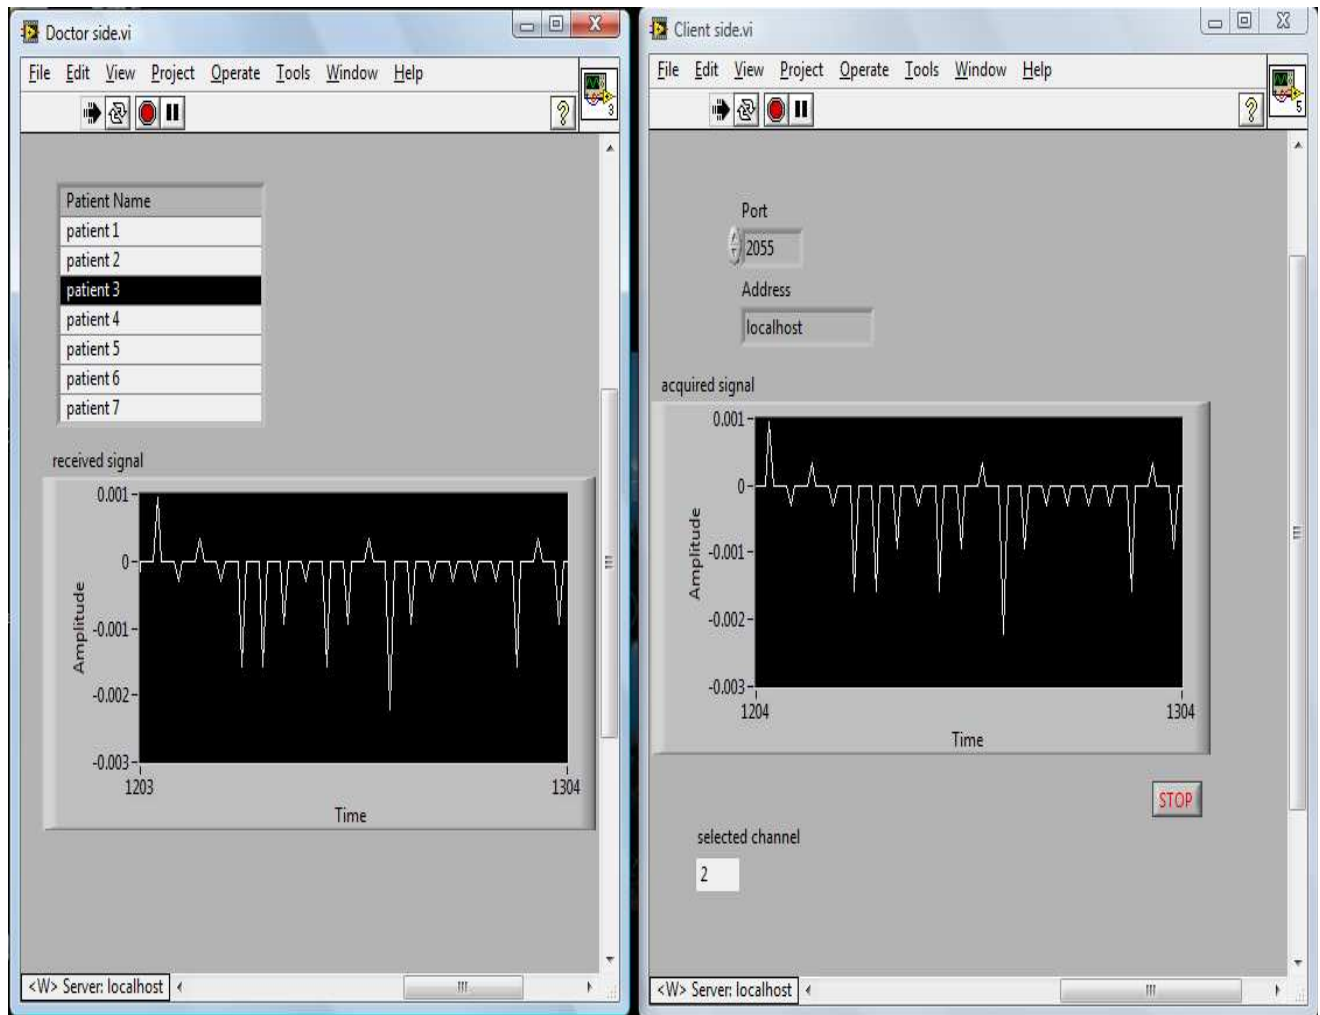 Doctor side.vi
File Edit View Project Operate Tools Window Help
3
Patient Name
patient 1
patient 2
patient 3
patient 4
patient 5
patient 6
patient 7
received signal
0.001
0
-0.001
-0.002
-0.003
Amplitude
1203 1304
Time
<W> Server: localhost
Client side.vi
File Edit View Project Operate Tools Window Help
5
Port
2055
Address
localhost
acquired signal
0.001
0
-0.001
-0.002
-0.003
Amplitude
1204 1304
Time
STOP
selected channel
2
<W> Server: localhost